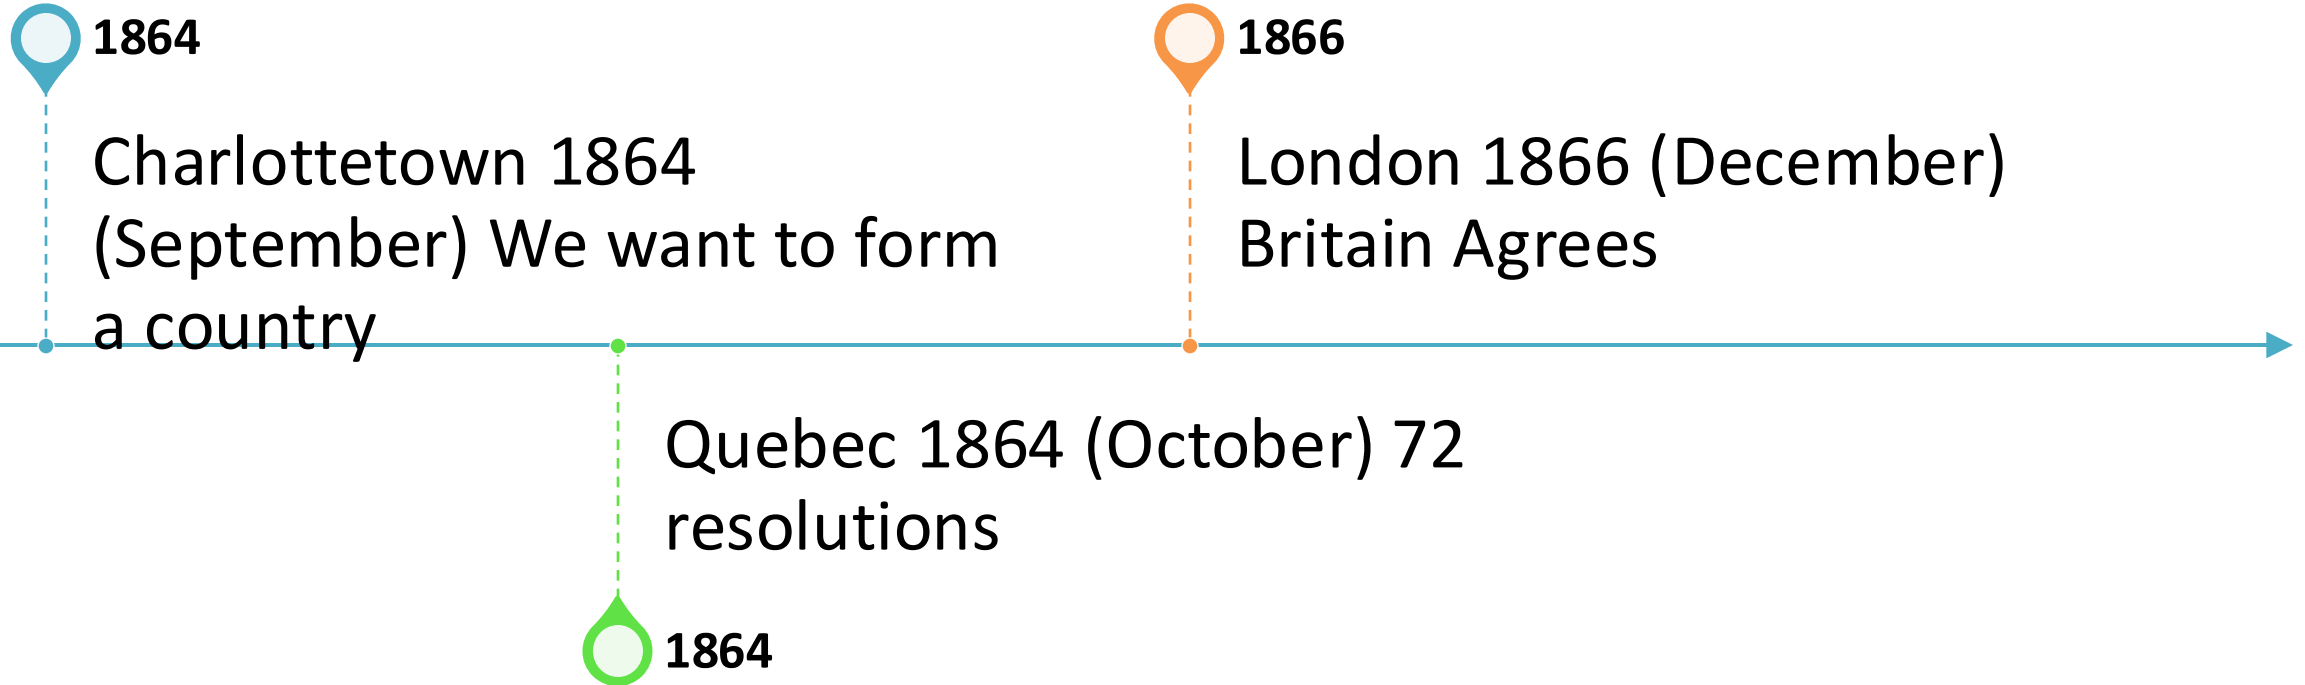 1864
Charlottetown 1864
(September) We want to form
a country
1866
London 1866 (December)
Britain Agrees
Quebec 1864 (October) 72
resolutions
1864